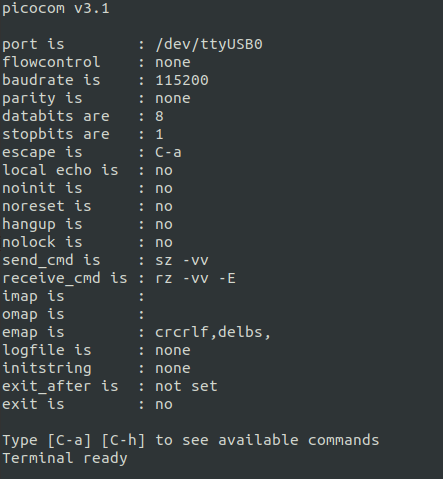 picocom v3.1
port is        : /dev/ttyUSB0
flowcontrol    : none
baudrate is    : 115200
parity is      : none
databits are   : 8
stopbits are   : 1
escape is      : C-a
local echo is  : no
noinit is      : no
noreset is     : no
hangup is      : no
nolock is      : no
send_cmd is    : sz -vv
receive_cmd is : rz -vv -E
imap is        :
omap is        :
emap is        : crcrlf,delbs,
logfile is     : none
initstring     : none
exit_after is  : not set
exit is        : no
Type [C-a] [C-h] to see available commands
Terminal ready